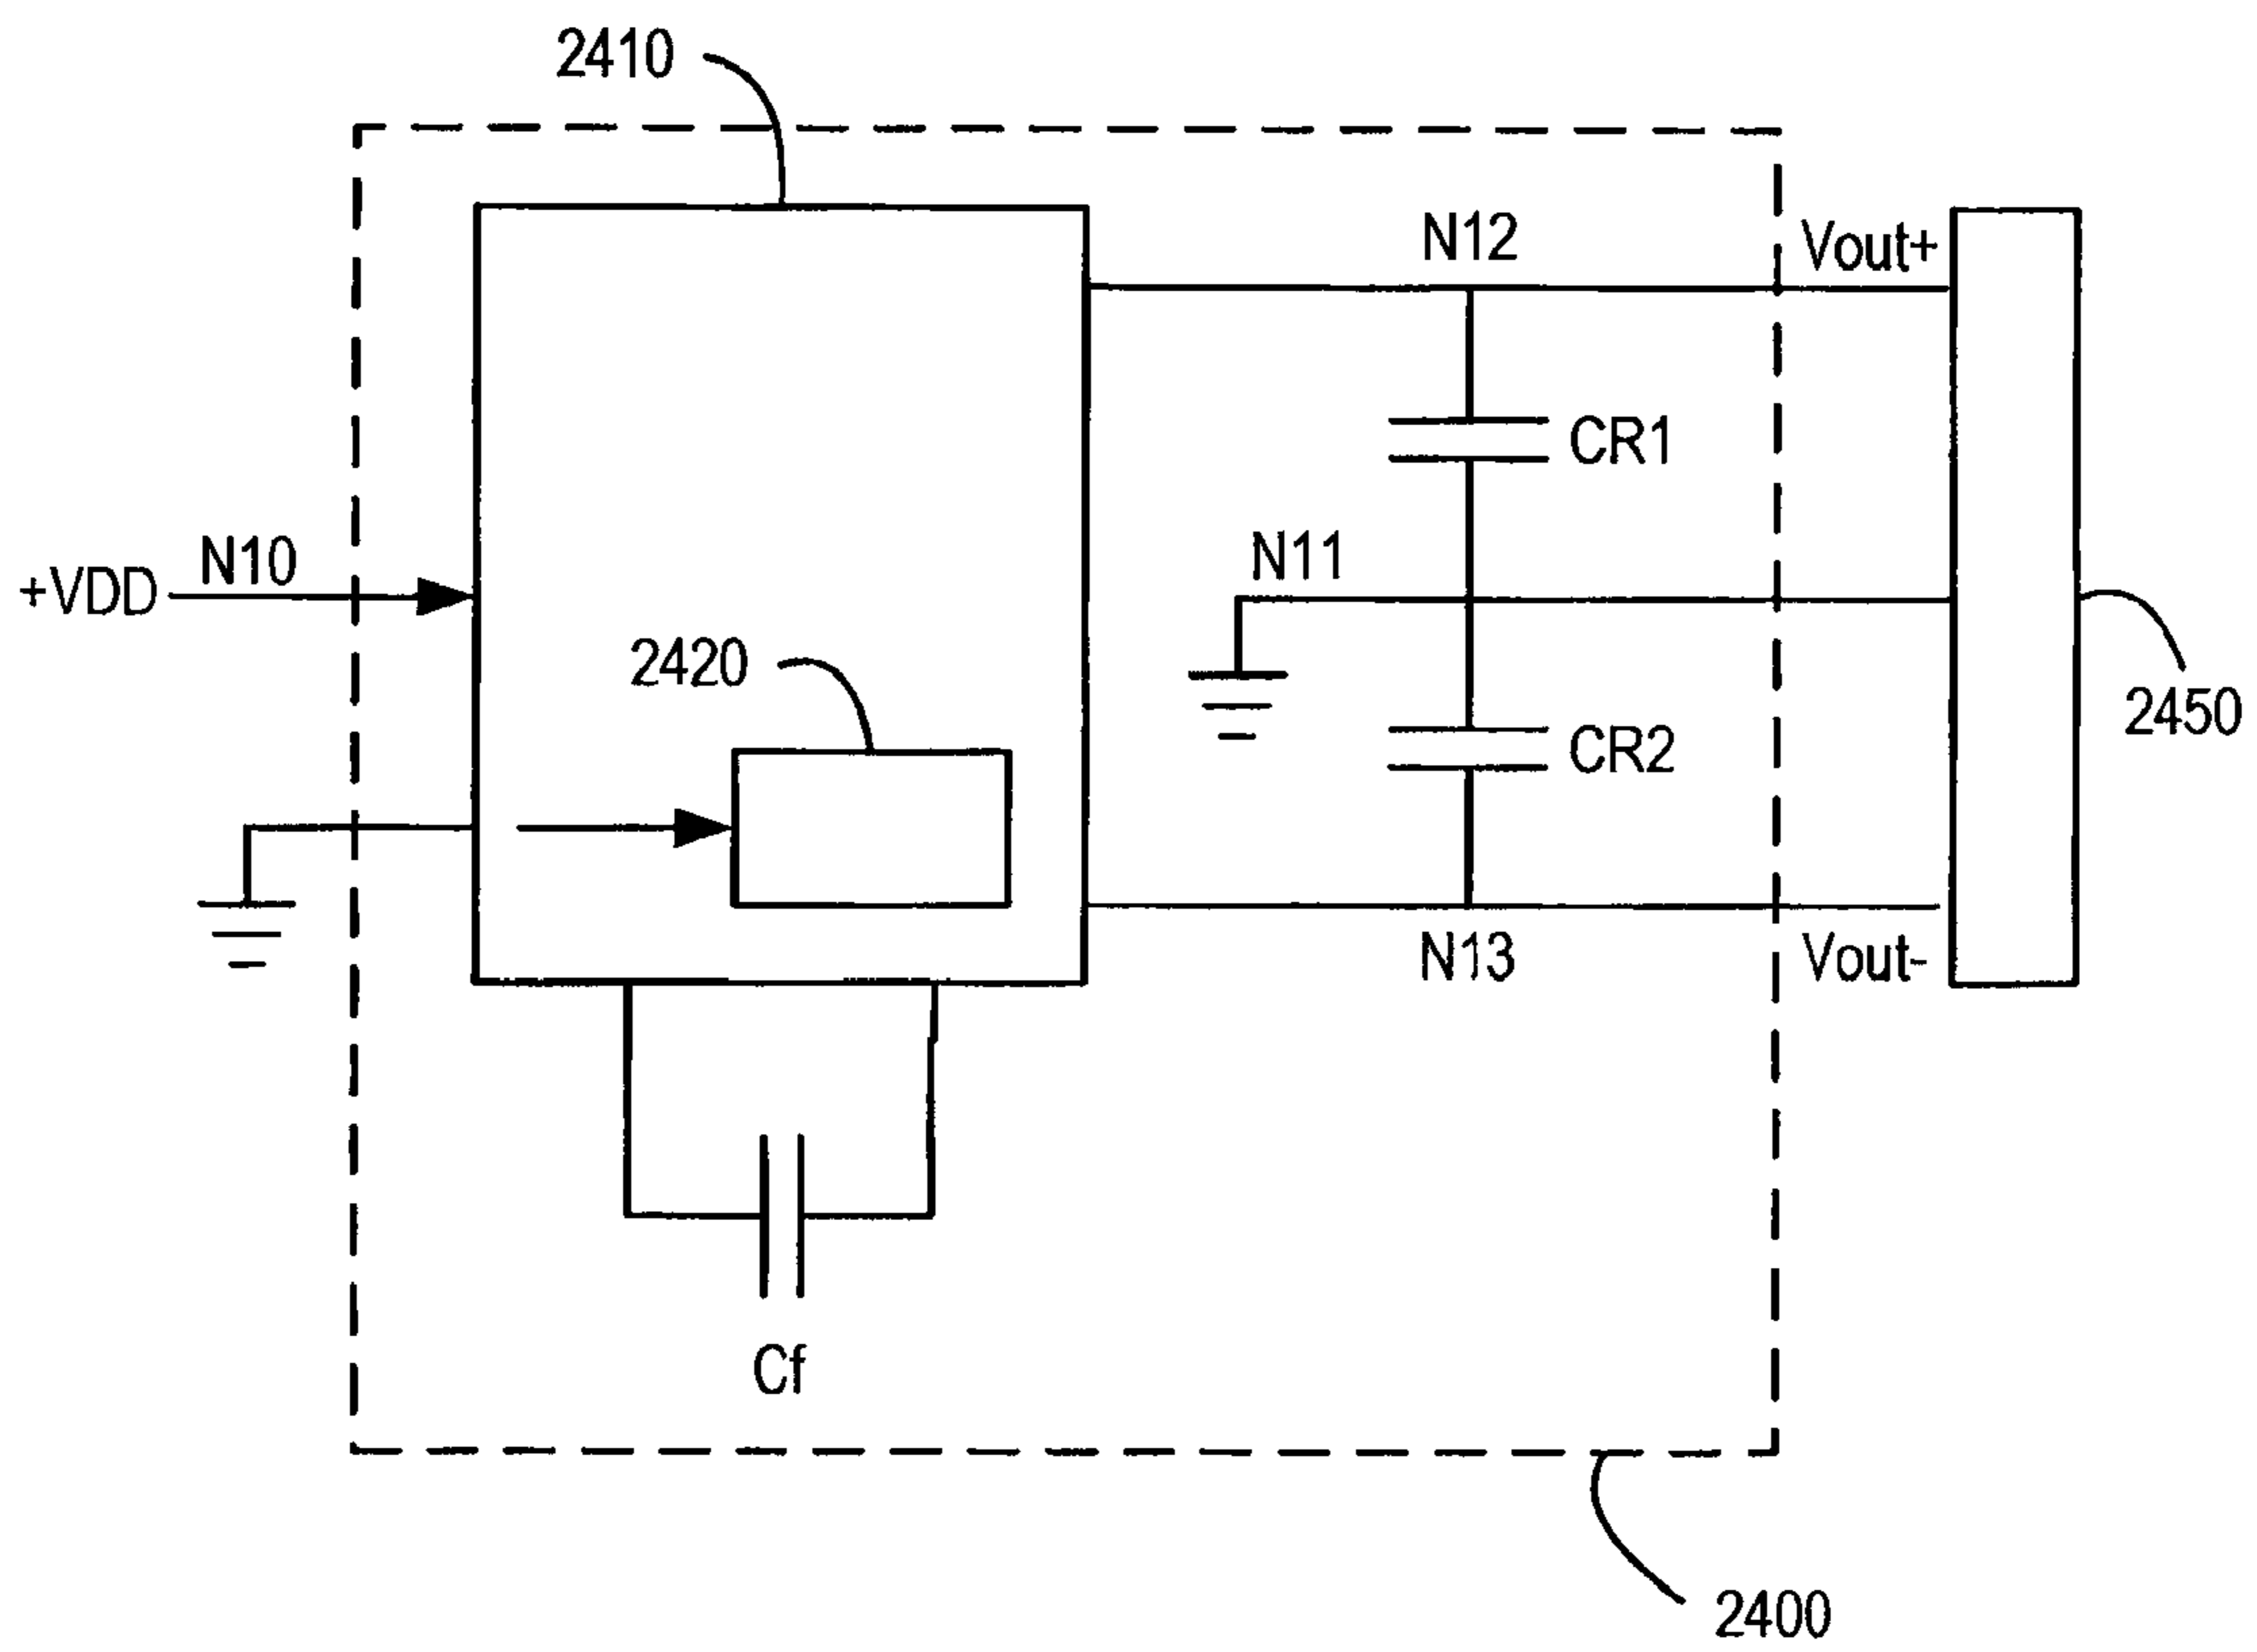 2410
N12
Vout+
CR1
N10
+VDD
N11
2420
2450
CR2
N13
Vout-
Cf
2400